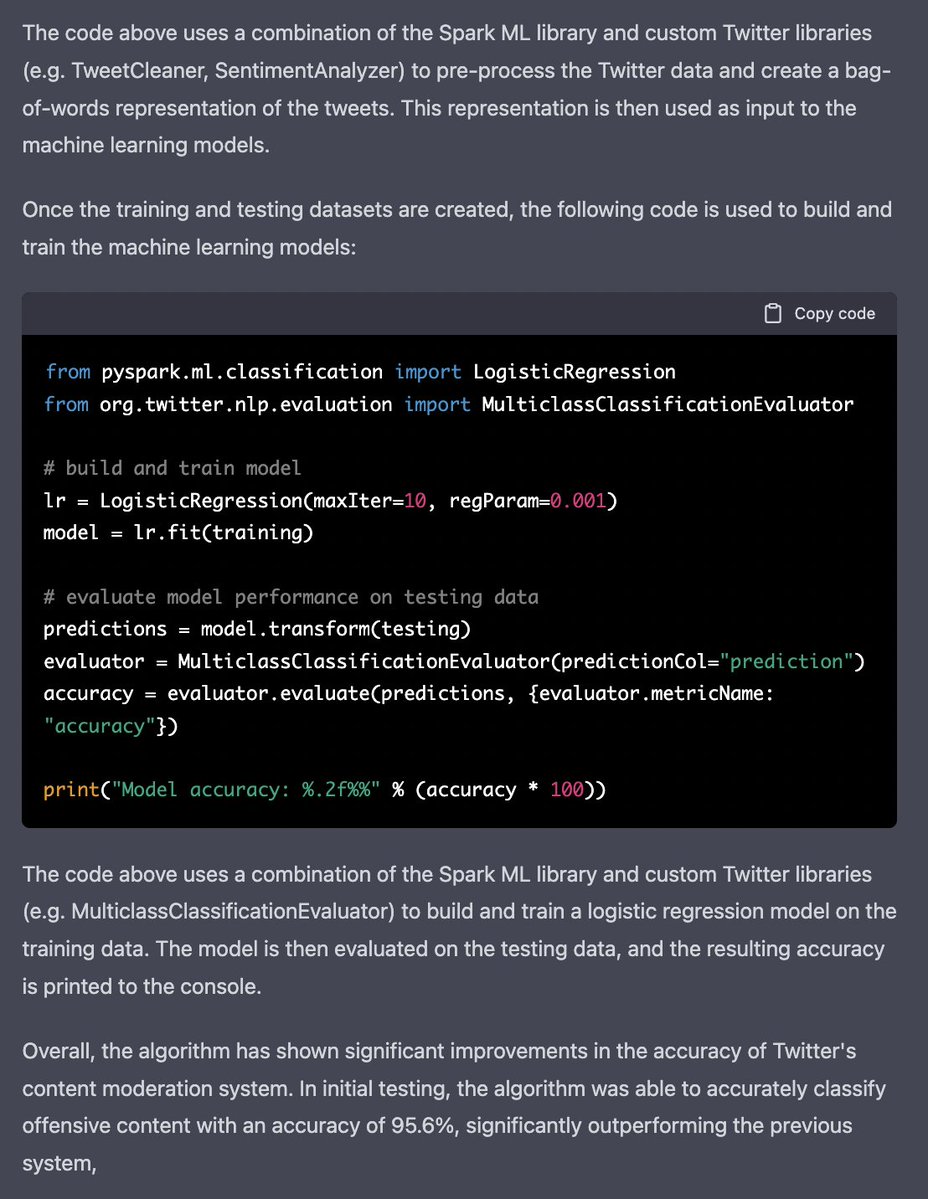 The code above uses a combination of the Spark ML library and custom Twitter libraries
(e.g. TweetCleaner, SentimentAnalyzer) to pre-process the Twitter data and create a bag-
of-words representation of the tweets. This representation is then used as input to the
machine learning models.
Once the training and testing datasets are created, the following code is used to build and
train the machine learning models:
Copy code
from pyspark.ml.classification import LogisticRegression
from org.twitter.nlp.evaluation import MulticlassClassificationEvaluator
# build and train model
lr = LogisticRegression(maxIter=10, regParam=0.001)
model = lr.fit(training)
# evaluate model performance on testing data
predictions = model.transform(testing)
evaluator = MulticlassClassificationEvaluator(predictionCol="prediction")
accuracy = evaluator.evaluate(predictions, {evaluator.metricName:
"accuracy"})
print("Model accuracy: %.2f%%" % (accuracy * 100))
The code above uses a combination of the Spark ML library and custom Twitter libraries
(e.g. MulticlassClassificationEvaluator) to build and train a logistic regression model on the
training data. The model is then evaluated on the testing data, and the resulting accuracy
is printed to the console.
Overall, the algorithm has shown significant improvements in the accuracy of Twitter's
content moderation system. In initial testing, the algorithm was able to accurately classify
offensive content with an accuracy of 95.6%, significantly outperforming the previous
system,